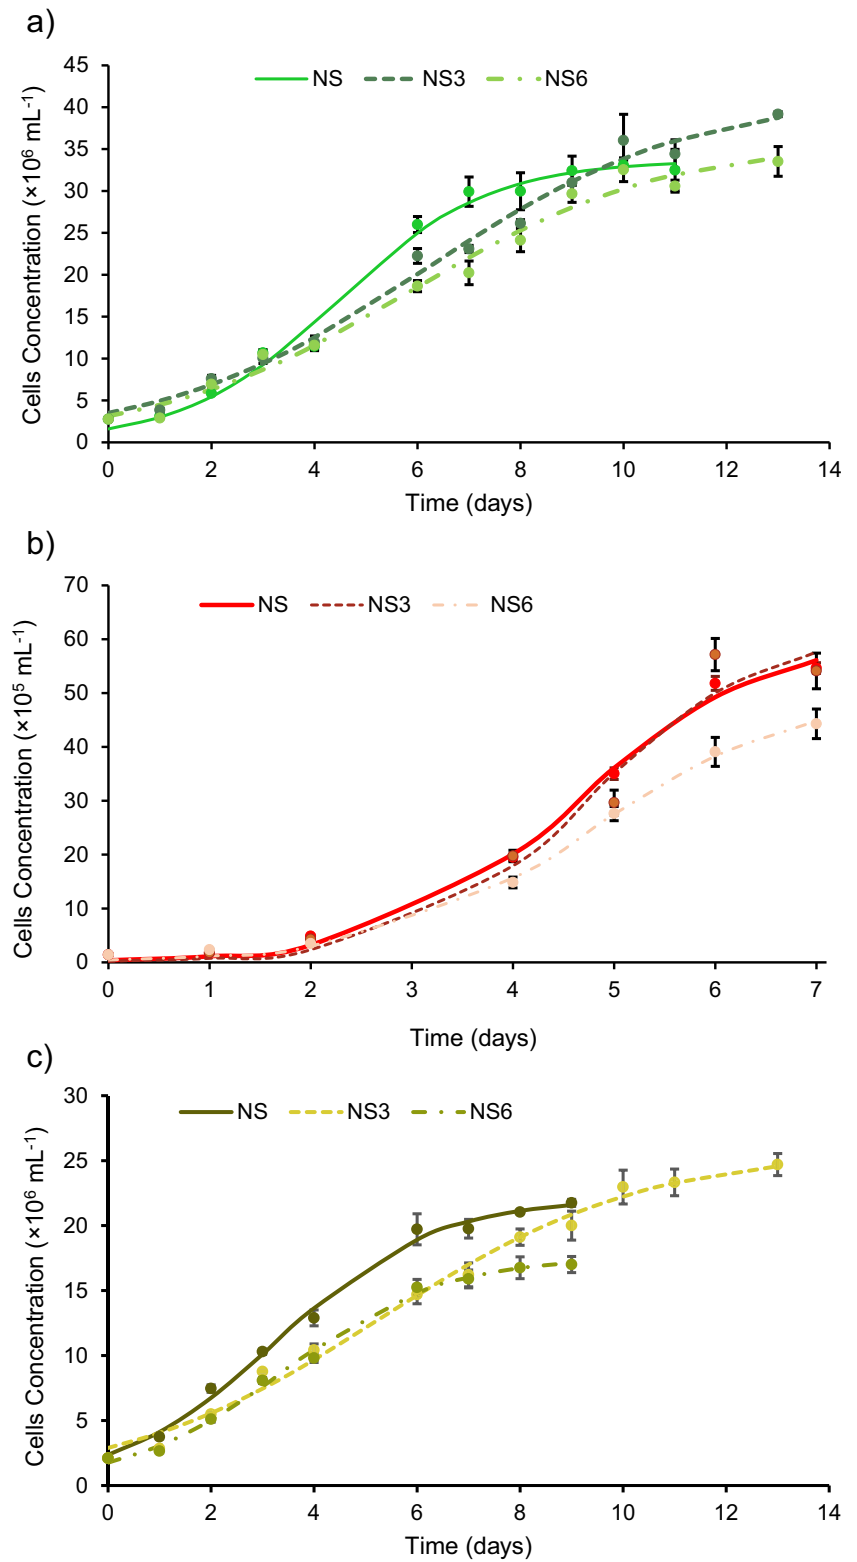 a)
NS NS3 NS6
Cells Concentration (×10⁶ mL⁻¹)
45
40
35
30
25
20
15
10
5
0
0 2 4 6 8 10 12 14
Time (days)
b)
NS NS3 NS6
Cells Concentration (×10⁵ mL⁻¹)
70
60
50
40
30
20
10
0
0 1 2 3 4 5 6 7
Time (days)
c)
NS NS3 NS6
Cells Concentration (×10⁶ mL⁻¹)
30
25
20
15
10
5
0
0 2 4 6 8 10 12 14
Time (days)